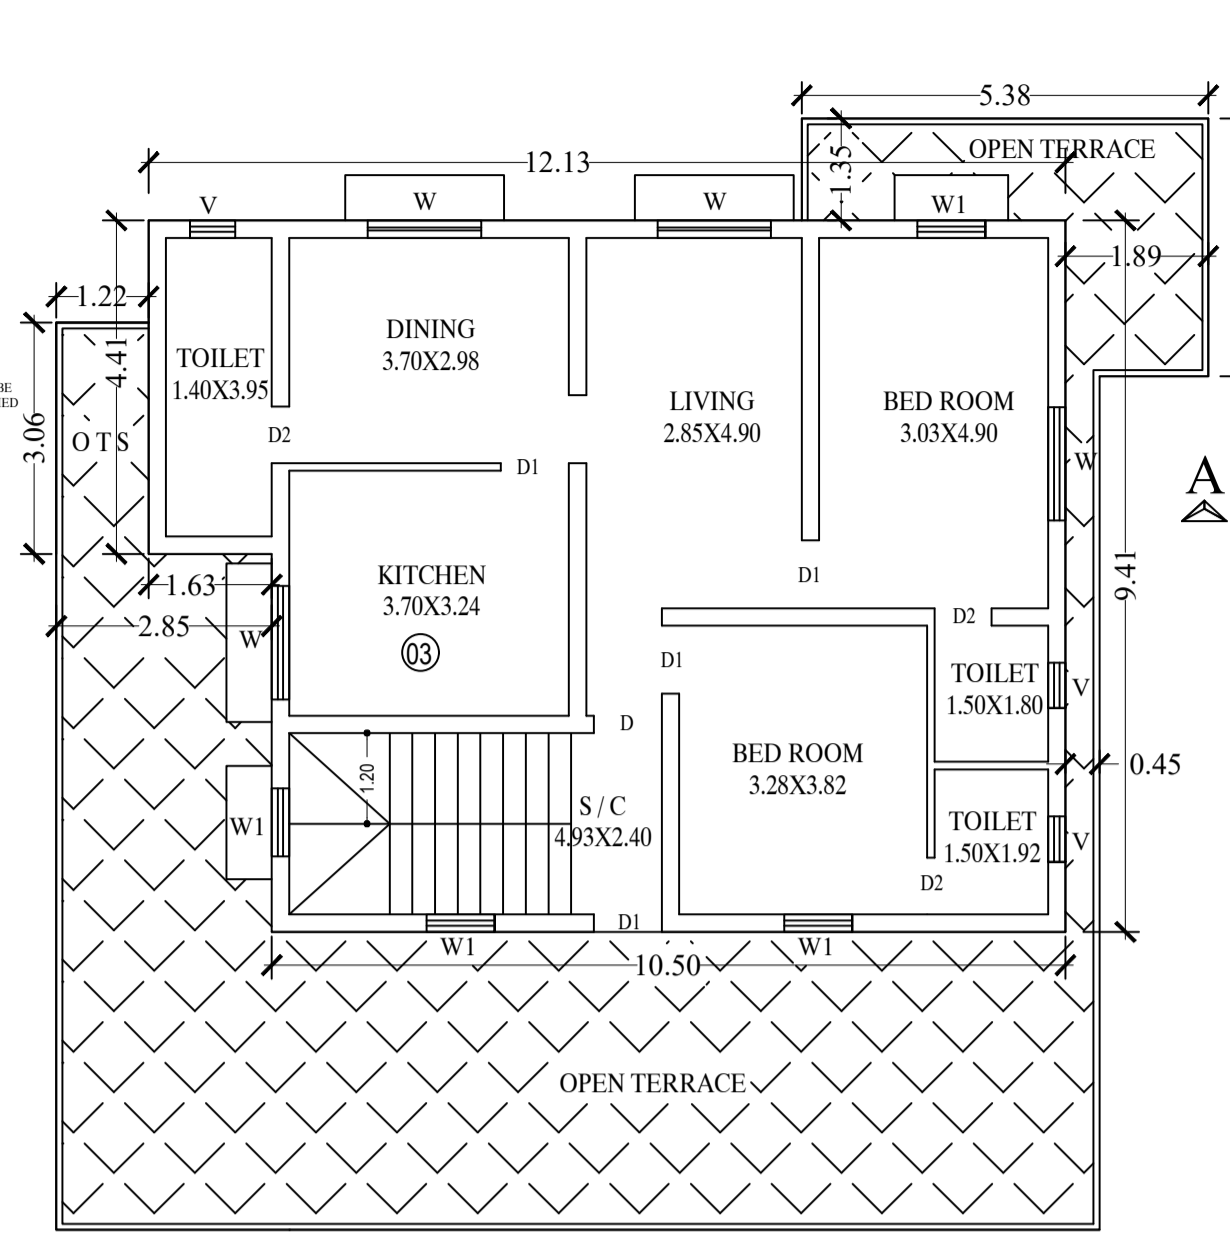 5.38
OPEN TERRACE
1.35
12.13
V
W
W
W1
1.89
1.22
DINING
3.70X2.98
TOILET
1.40X3.95
4.41
BE
IED
LIVING
2.85X4.90
BED ROOM
3.03X4.90
3.06
O T S
D2
D1
W
A
KITCHEN
3.70X3.24
D1
9.41
1.63
2.85
W
03
D2
D1
TOILET
1.50X1.80
V
D
BED ROOM
3.28X3.82
1.20
0.45
S / C
4.93X2.40
W1
TOILET
1.50X1.92
V
D2
D1
W1
W1
10.50
OPEN TERRACE